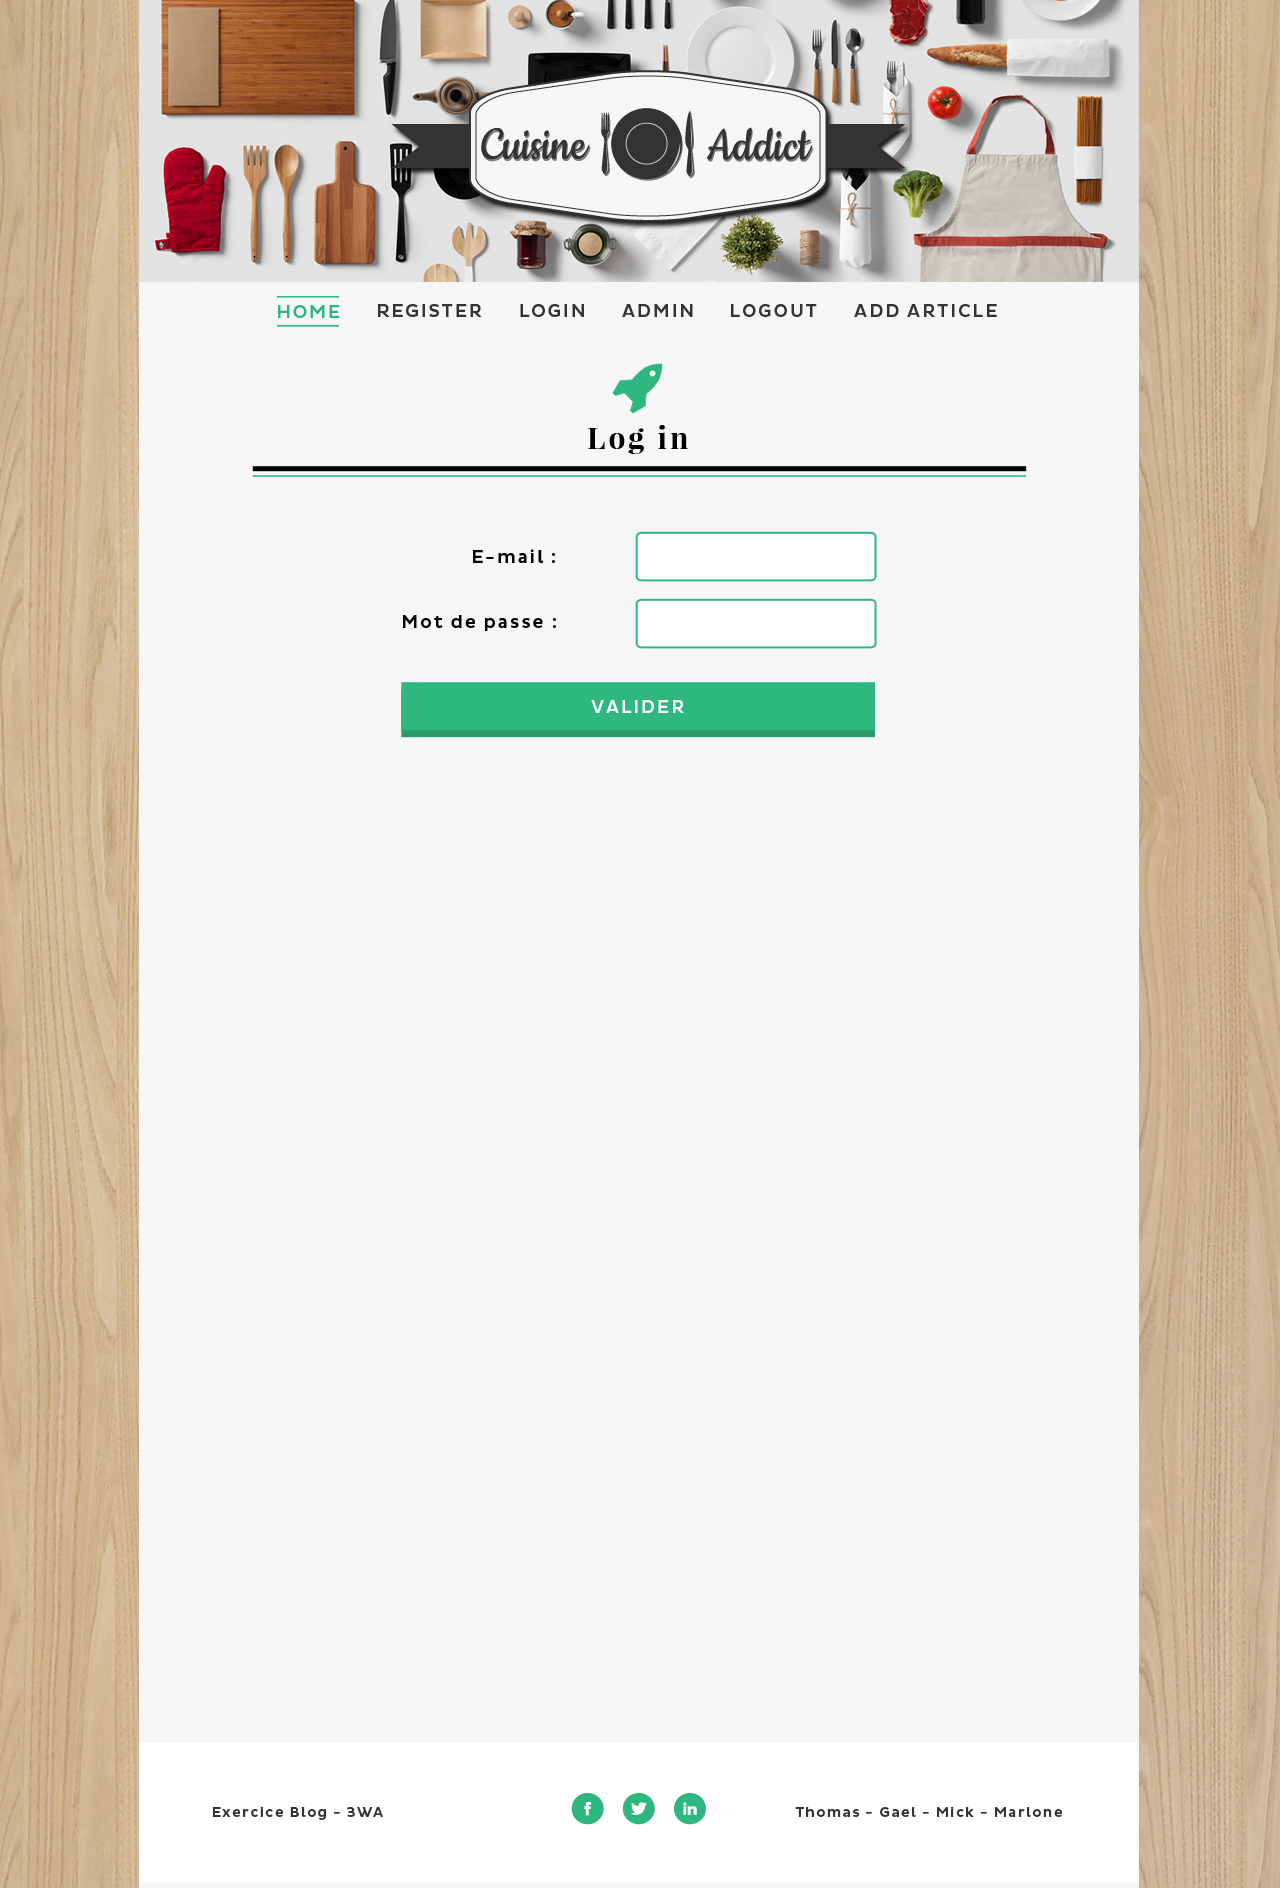 Cuisine Addict
HOME REGISTER LOGIN ADMIN LOGOUT ADD ARTICLE
Log in
E-mail :
Mot de passe :
VALIDER
Exercice Blog - 3WA
f in
Thomas - Gael - Mick - Marlone